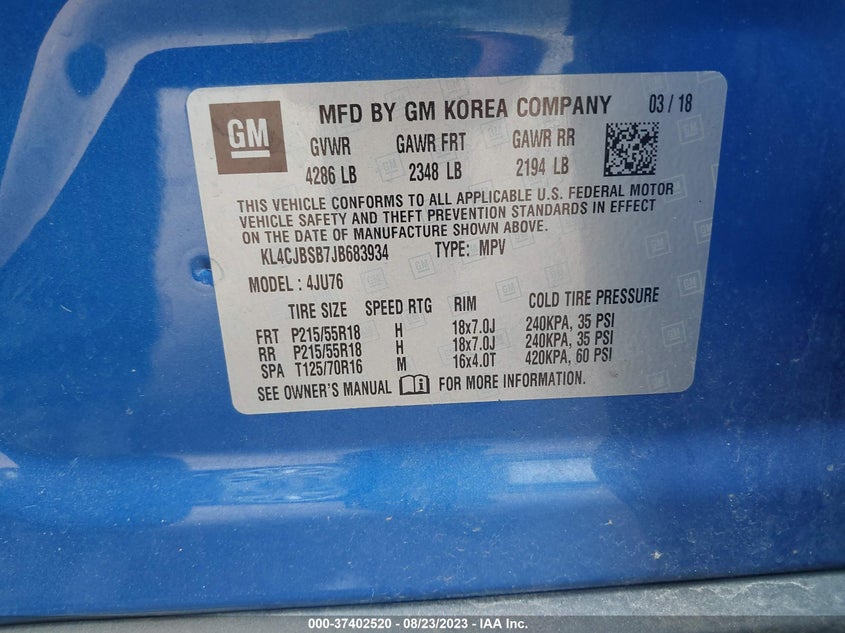 GM MFD BY GM KOREA COMPANY 03 / 18
GVWR GAWR FRT GAWR RR
4286 LB 2348 LB 2194 LB
THIS VEHICLE CONFORMS TO ALL APPLICABLE U.S. FEDERAL MOTOR
VEHICLE SAFETY AND THEFT PREVENTION STANDARDS IN EFFECT
ON THE DATE OF MANUFACTURE SHOWN ABOVE.
KL4CJBSB7JB683934 TYPE: MPV
MODEL : 4JU76
TIRE SIZE SPEED RTG RIM COLD TIRE PRESSURE
FRT P215/55R18 H 18x7.0J 240KPA, 35 PSI
RR P215/55R18 H 18x7.0J 240KPA, 35 PSI
SPA T125/70R16 M 16x4.0T 420KPA, 60 PSI
SEE OWNER'S MANUAL FOR MORE INFORMATION.
000-37402520 - 08/23/2023 - IAA Inc.